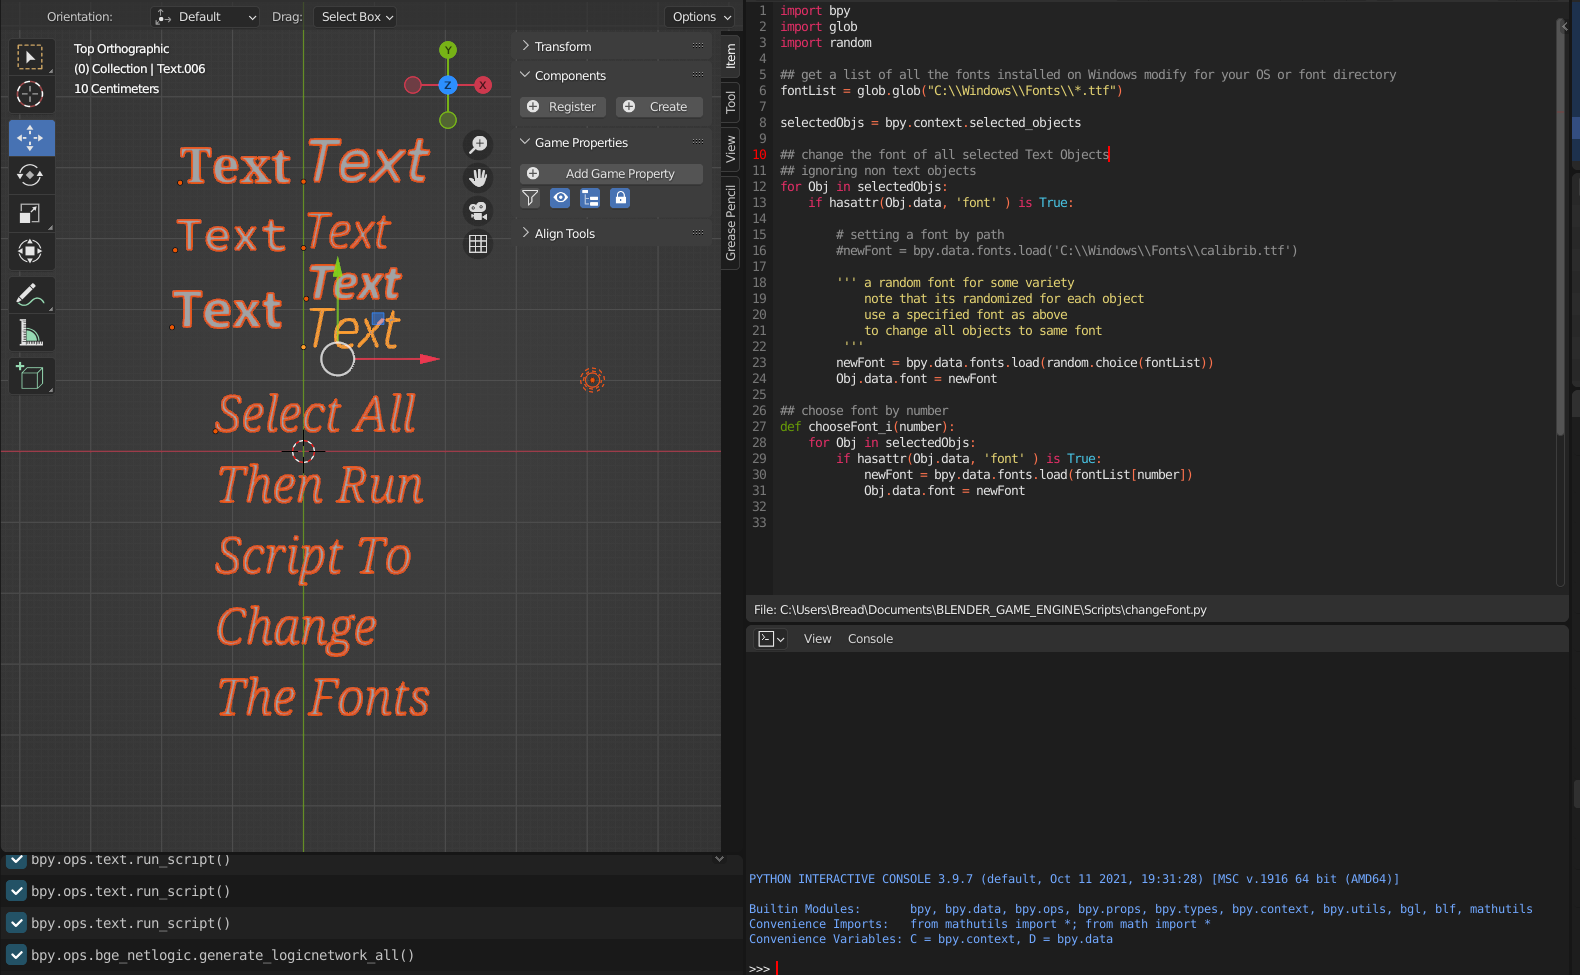 Orientation: Default Drag: Select Box Options
Top Orthographic
(0) Collection | Text.006
10 Centimeters
Y
Z
X
Transform
Components
Register Create
Game Properties
Add Game Property
Align Tools
Item
Tool
View
Grease Pencil
Text Text
Text Text
Text
Text Text
Select All
Then Run
Script To
Change
The Fonts
bpy.ops.text.run_script()
bpy.ops.text.run_script()
bpy.ops.text.run_script()
bpy.ops.bge_netlogic.generate_logicnetwork_all()
1 import bpy
2 import glob
3 import random
4
5 ## get a list of all the fonts installed on Windows modify for your OS or font directory
6 fontList = glob.glob("C:\\Windows\\Fonts\\*.ttf")
7
8 selectedObjs = bpy.context.selected_objects
9
10 ## change the font of all selected Text Objects
11 ## ignoring non text objects
12 for Obj in selectedObjs:
13     if hasattr(Obj.data, 'font' ) is True:
14
15         # setting a font by path
16         #newFont = bpy.data.fonts.load('C:\\Windows\\Fonts\\calibrib.ttf')
17
18         ''' a random font for some variety
19             note that its randomized for each object
20             use a specified font as above
21             to change all objects to same font
22          '''
23         newFont = bpy.data.fonts.load(random.choice(fontList))
24         Obj.data.font = newFont
25
26 ## choose font by number
27 def chooseFont_i(number):
28     for Obj in selectedObjs:
29         if hasattr(Obj.data, 'font' ) is True:
30             newFont = bpy.data.fonts.load(fontList[number])
31             Obj.data.font = newFont
32
33
File: C:\Users\Bread\Documents\BLENDER_GAME_ENGINE\Scripts\changeFont.py
View Console
PYTHON INTERACTIVE CONSOLE 3.9.7 (default, Oct 11 2021, 19:31:28) [MSC v.1916 64 bit (AMD64)]
Builtin Modules:       bpy, bpy.data, bpy.ops, bpy.props, bpy.types, bpy.context, bpy.utils, bgl, blf, mathutils
Convenience Imports:   from mathutils import *; from math import *
Convenience Variables: C = bpy.context, D = bpy.data
>>>